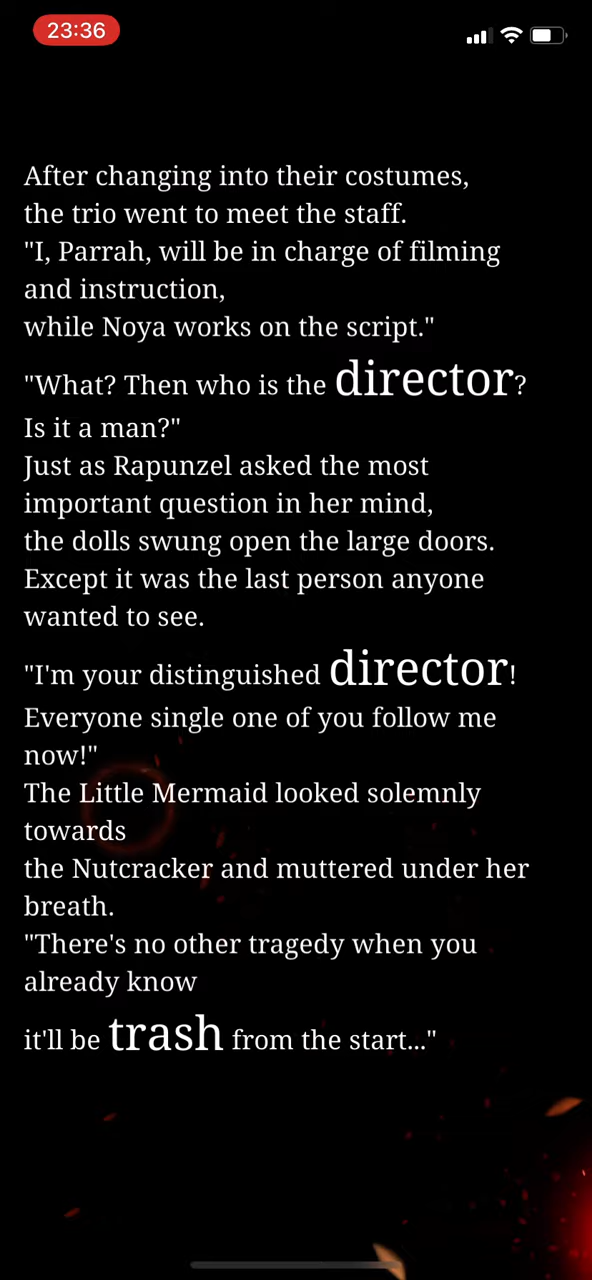 23:36
After changing into their costumes,
the trio went to meet the staff.
"I, Parrah, will be in charge of filming
and instruction,
while Noya works on the script."
"What? Then who is the director?
Is it a man?"
Just as Rapunzel asked the most
important question in her mind,
the dolls swung open the large doors.
Except it was the last person anyone
wanted to see.
"I'm your distinguished director!
Everyone single one of you follow me
now!"
The Little Mermaid looked solemnly
towards
the Nutcracker and muttered under her
breath.
"There's no other tragedy when you
already know
it'll be trash from the start..."